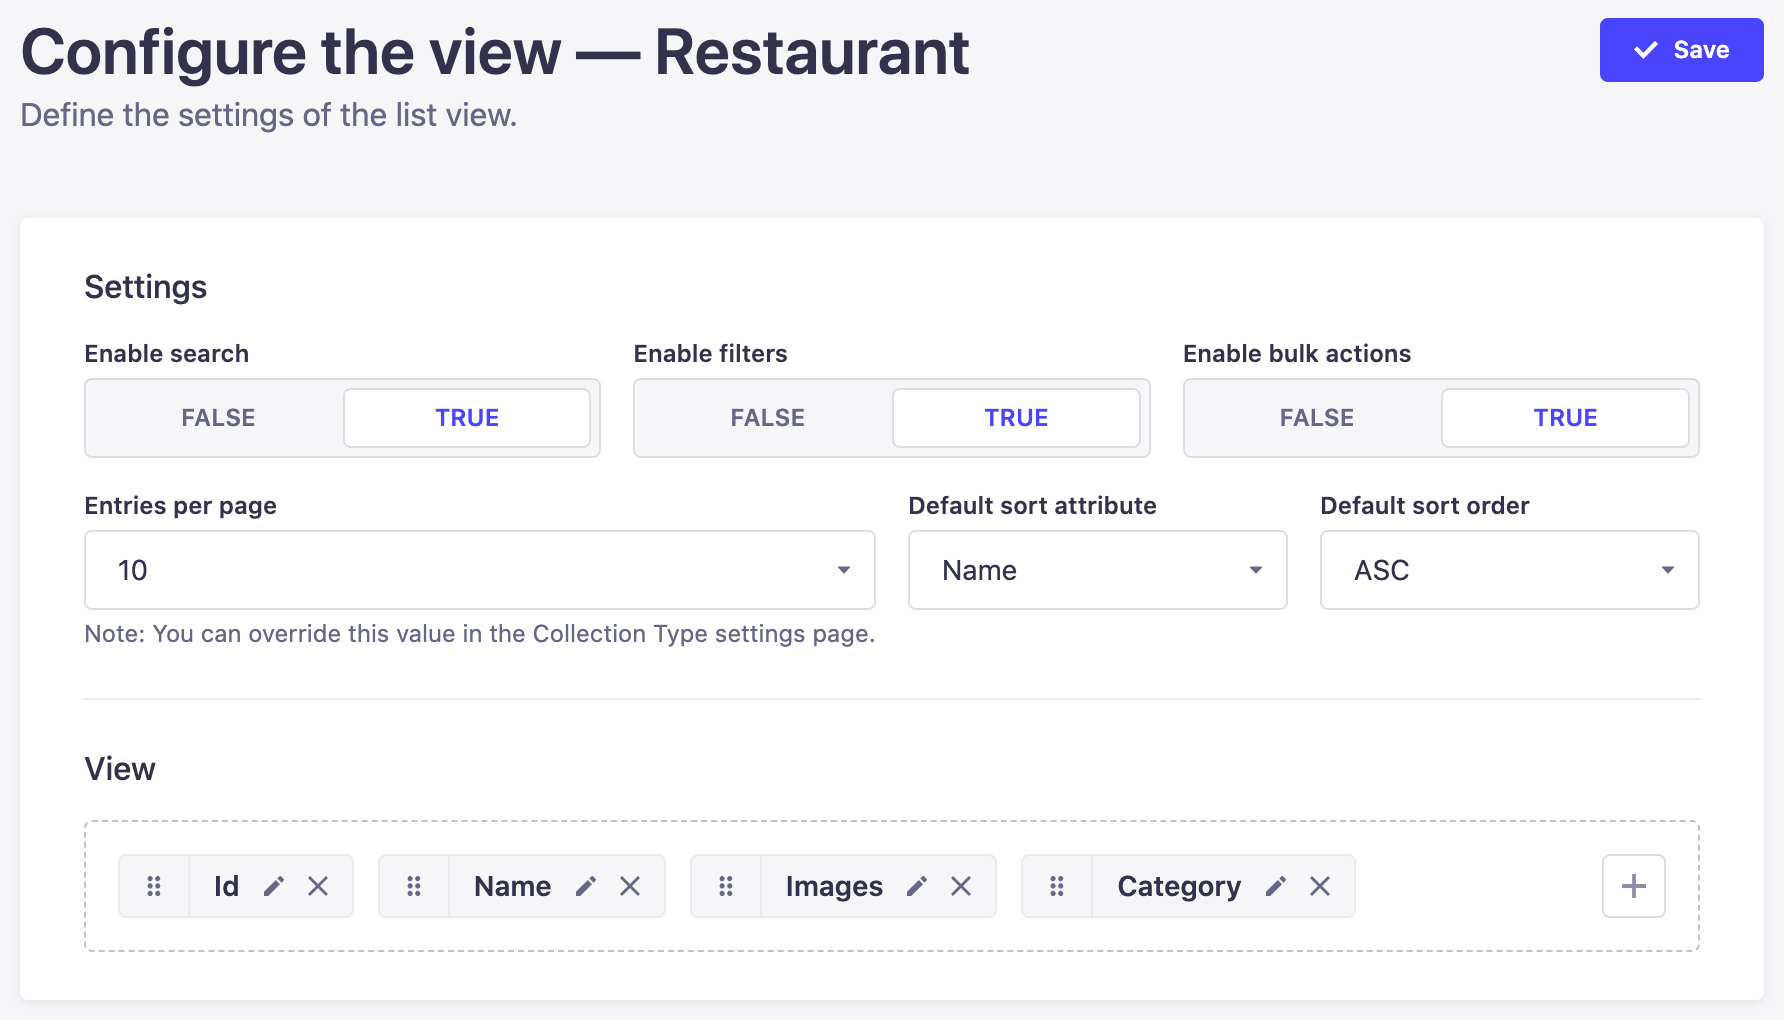 Configure the view — Restaurant
Save
Define the settings of the list view.
Settings
Enable search
Enable filters
Enable bulk actions
FALSE TRUE
FALSE TRUE
FALSE TRUE
Entries per page
Default sort attribute
Default sort order
10
Name
ASC
Note: You can override this value in the Collection Type settings page.
View
Id
Name
Images
Category